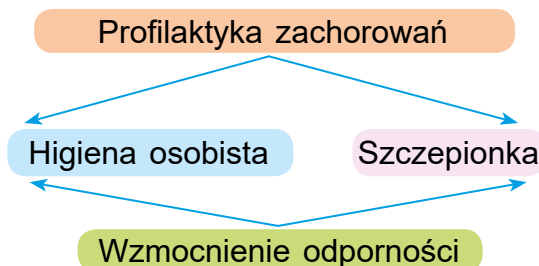 Profilaktyka zachorowań
Higiena osobista
Szczepionka
Wzmocnienie odporności